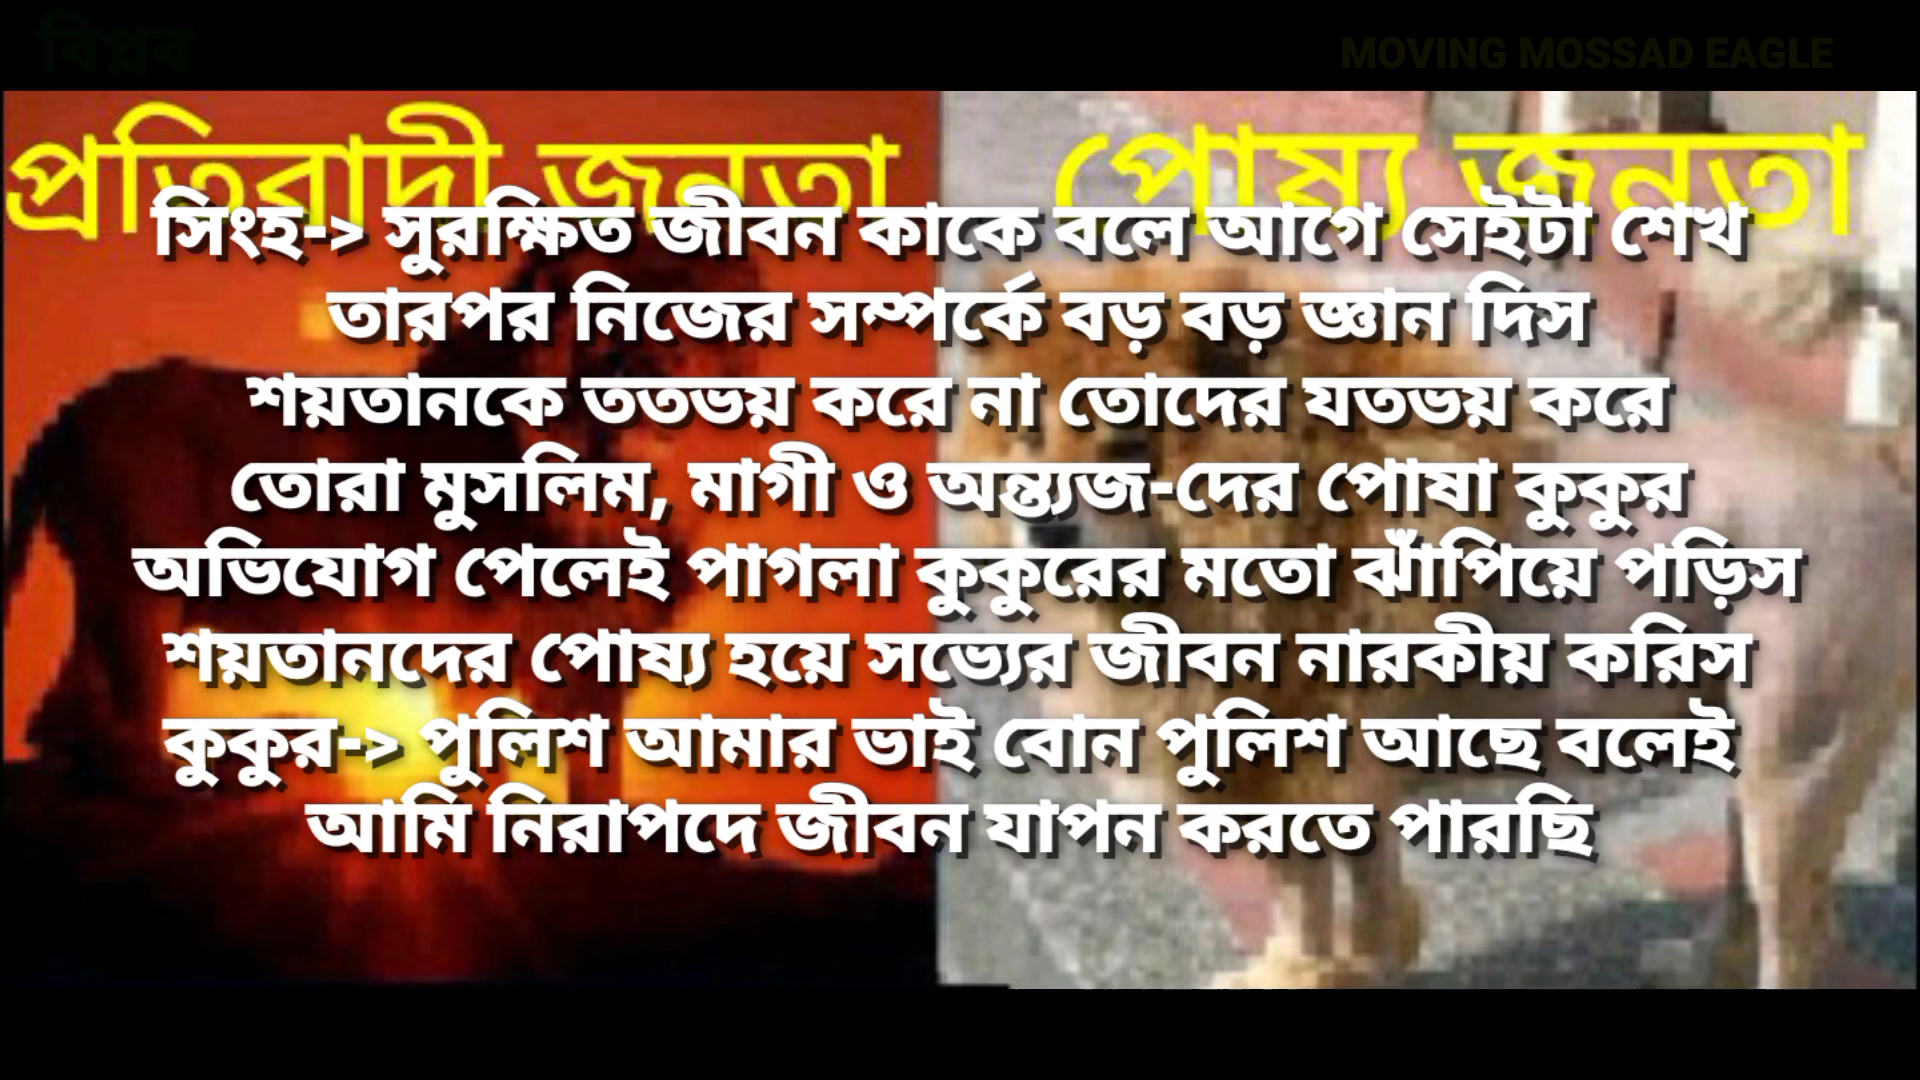 বিপ্লব
MOVING MOSSAD EAGLE
প্রতিবাদী জনতা
পোষ্য জনতা
সিংহ-> সুরক্ষিত জীবন কাকে বলে আগে সেইটা শেখ
তারপর নিজের সম্পর্কে বড় বড় জ্ঞান দিস
শয়তানকে ততভয় করে না তোদের যতভয় করে
তোরা মুসলিম, মাগী ও অন্ত্যজ-দের পোষা কুকুর
অভিযোগ পেলেই পাগলা কুকুরের মতো ঝাঁপিয়ে পড়িস
শয়তানদের পোষ্য হয়ে সভ্যের জীবন নারকীয় করিস
কুকুর-> পুলিশ আমার ভাই বোন পুলিশ আছে বলেই
আমি নিরাপদে জীবন যাপন করতে পারছি